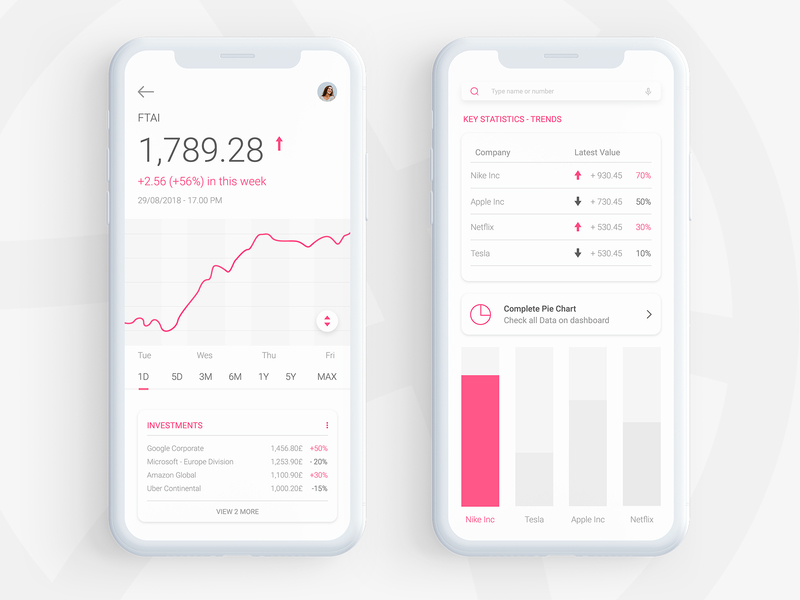 FTAI
1,789.28
+2.56 (+56%) in this week
29/08/2018 - 17.00 PM
Tue Wes Thu Fri
1D 5D 3M 6M 1Y 5Y MAX
INVESTMENTS
Google Corporate 1,456.80£ +50%
Microsoft - Europe Division 1,253.90£ - 20%
Amazon Global 1,100.90£ +30%
Uber Continental 1,000.20£ -15%
VIEW 2 MORE
Type name or number
KEY STATISTICS - TRENDS
Company Latest Value
Nike Inc + 930.45 70%
Apple Inc + 730.45 50%
Netflix + 530.45 30%
Tesla + 530.45 10%
Complete Pie Chart
Check all Data on dashboard
Nike Inc Tesla Apple Inc Netflix